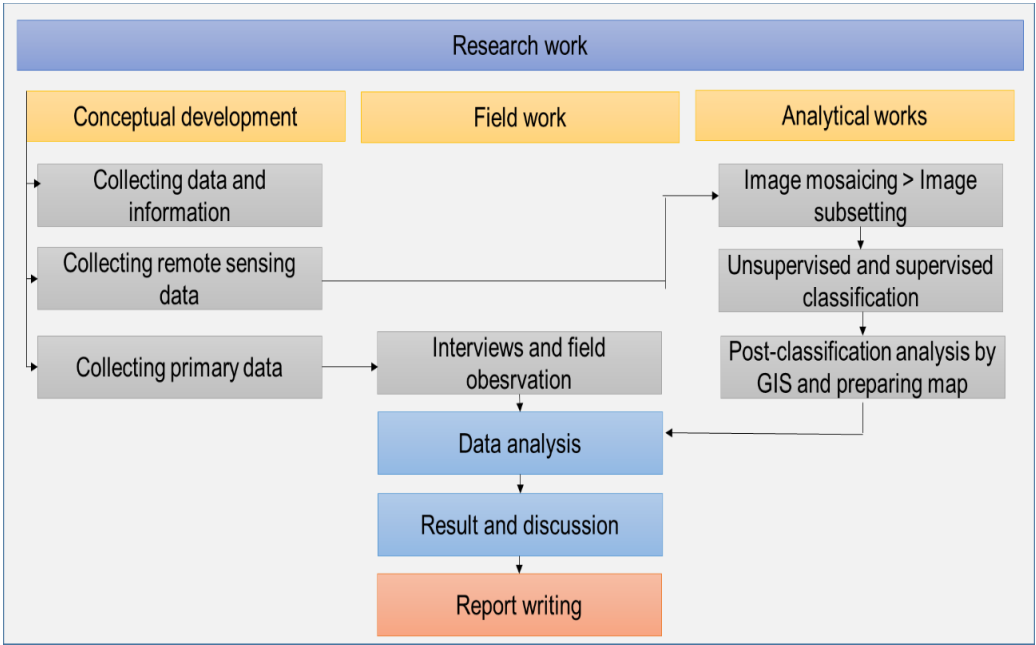 Research work
Conceptual development
Field work
Analytical works
Collecting data and
information
Image mosaicing > Image
subsetting
Collecting remote sensing
data
Unsupervised and supervised
classification
Collecting primary data
Interviews and field
obesrvation
Post-classification analysis by
GIS and preparing map
Data analysis
Result and discussion
Report writing